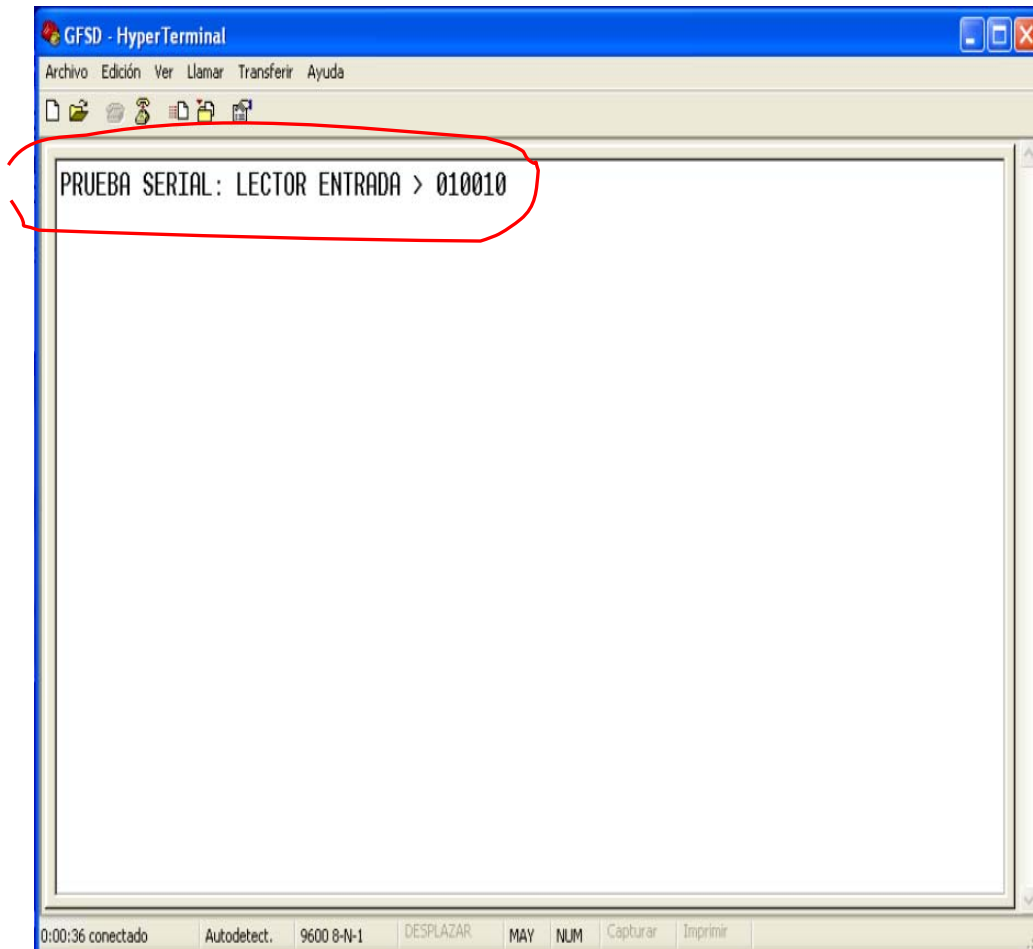 GFSD - HyperTerminal
Archivo Edición Ver Llamar Transferir Ayuda
PRUEBA SERIAL: LECTOR ENTRADA > 010010
0:00:36 conectado Autodetect. 9600 8-N-1 DESPLAZAR MAY NUM Capturar Imprimir